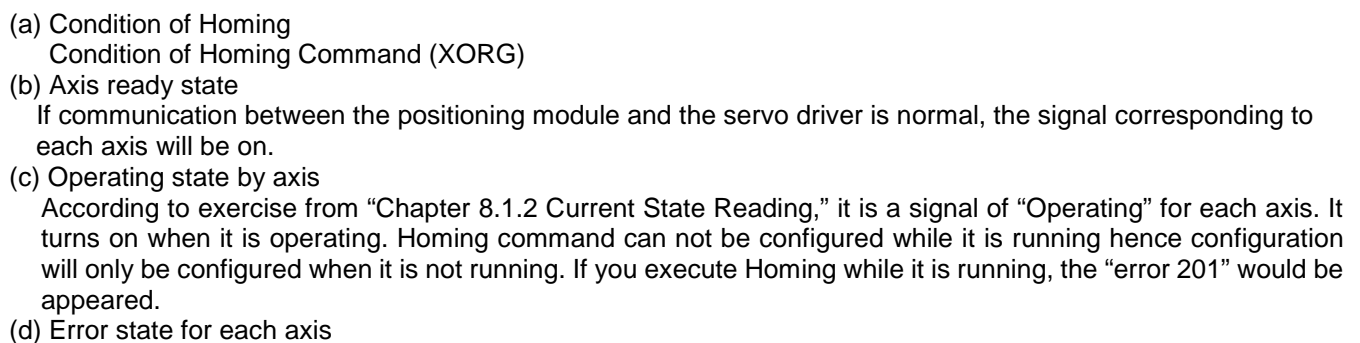 (a) Condition of Homing
Condition of Homing Command (XORG)
(b) Axis ready state
If communication between the positioning module and the servo driver is normal, the signal corresponding to
each axis will be on.
(c) Operating state by axis
According to exercise from “Chapter 8.1.2 Current State Reading,” it is a signal of “Operating” for each axis. It
turns on when it is operating. Homing command can not be configured while it is running hence configuration
will only be configured when it is not running. If you execute Homing while it is running, the “error 201” would be
appeared.
(d) Error state for each axis